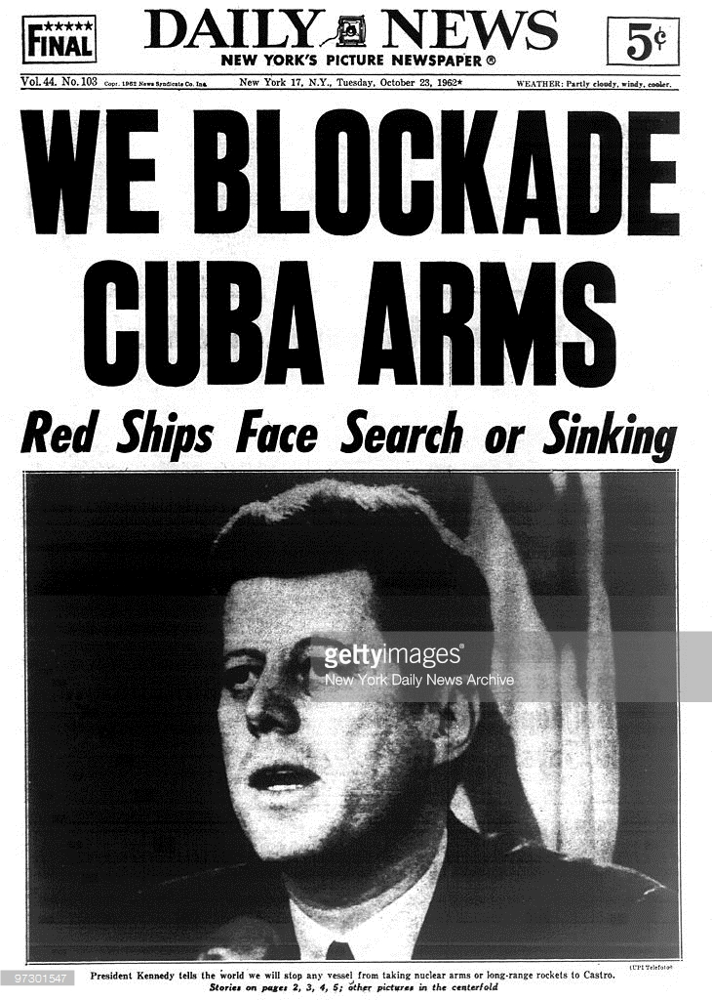 ★★★★★
FINAL
DAILY NEWS
NEW YORK'S PICTURE NEWSPAPER ®
5¢
Vol. 44. No. 103 Copr. 1962 News Syndicate Co. Inc. New York 17, N.Y., Tuesday, October 23, 1962★ WEATHER: Partly cloudy, windy, cooler.
WE BLOCKADE
CUBA ARMS
Red Ships Face Search or Sinking
gettyimages®
New York Daily News Archive
(UPI Telefoto)
President Kennedy tells the world we will stop any vessel from taking nuclear arms or long-range rockets to Castro.
Stories on pages 2, 3, 4, 5; other pictures in the centerfold
97301547